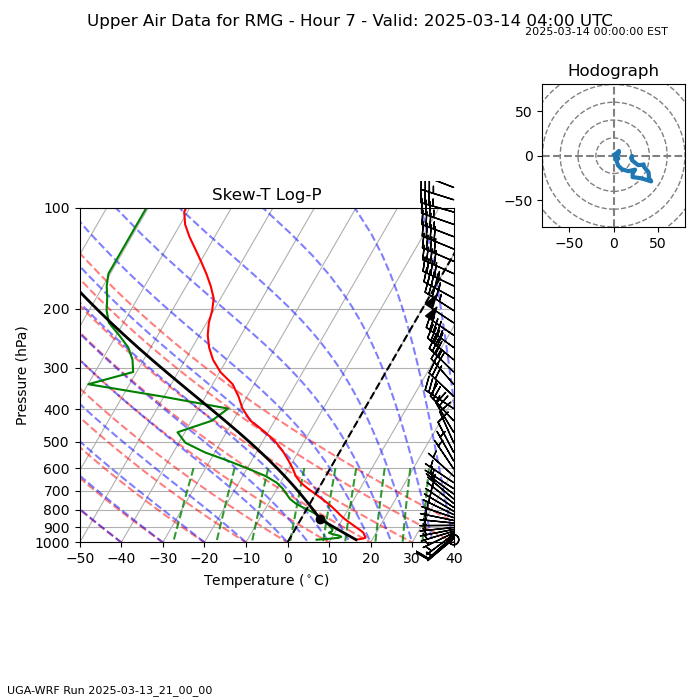 Upper Air Data for RMG - Hour 7 - Valid: 2025-03-14 04:00 UTC
2025-03-14 00:00:00 EST
Hodograph
50
0
−50
−50 0 50
Skew-T Log-P
100
200
300
400
500
600
700
800
900
1000
Pressure (hPa)
−50 −40 −30 −20 −10 0 10 20 30 40
Temperature (°C)
UGA-WRF Run 2025-03-13_21_00_00